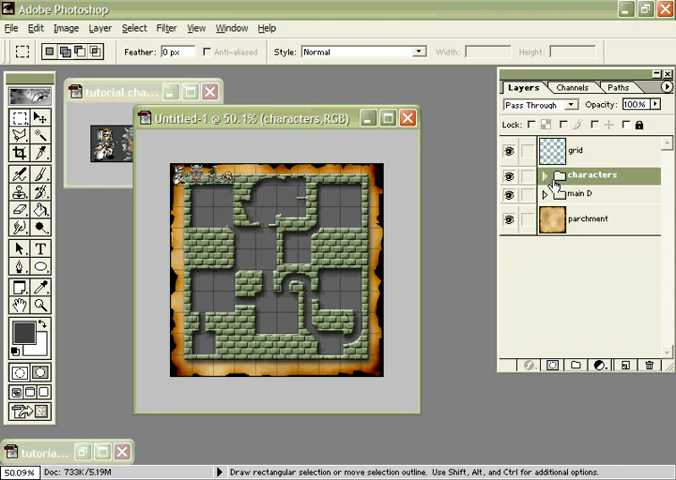 Adobe Photoshop
File Edit Image Layer Select Filter View Window Help
Feather: 0 px Anti-aliased Style: Normal Width: Height:
tutorial cha...
Untitled-1 @ 50.1% (characters,RGB)
Layers Channels Paths
Pass Through Opacity: 100%
Lock:
grid
characters
main D
parchment
T
tutoria...
50.09% Doc: 733K/5.19M Draw rectangular selection or move selection outline. Use Shift, Alt, and Ctrl for additional options.